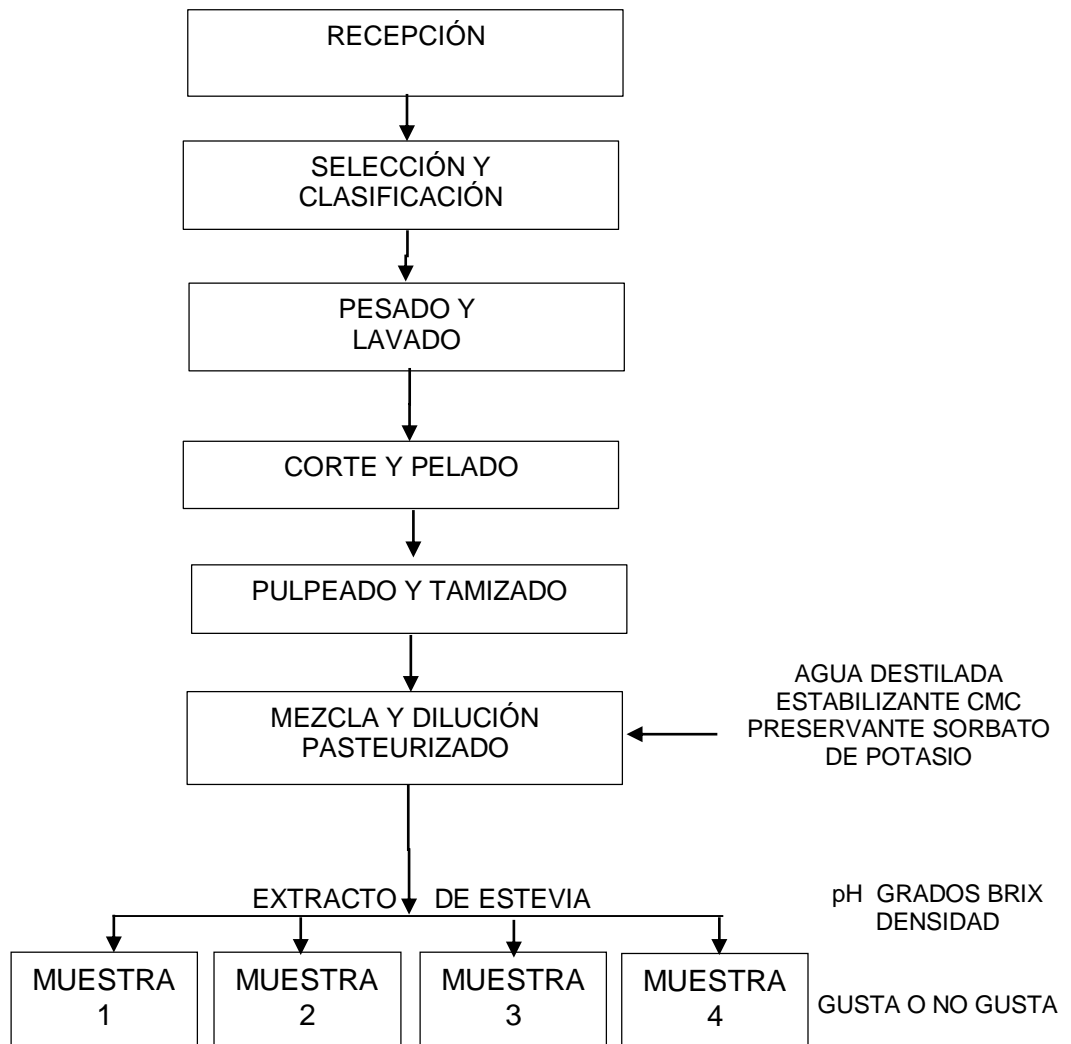 RECEPCIÓN
SELECCIÓN Y
CLASIFICACIÓN
PESADO Y
LAVADO
CORTE Y PELADO
PULPEADO Y TAMIZADO
MEZCLA Y DILUCIÓN
PASTEURIZADO
AGUA DESTILADA
ESTABILIZANTE CMC
PRESERVANTE SORBATO
DE POTASIO
EXTRACTO DE ESTEVIA
pH GRADOS BRIX
DENSIDAD
MUESTRA
1
MUESTRA
2
MUESTRA
3
MUESTRA
4
GUSTA O NO GUSTA